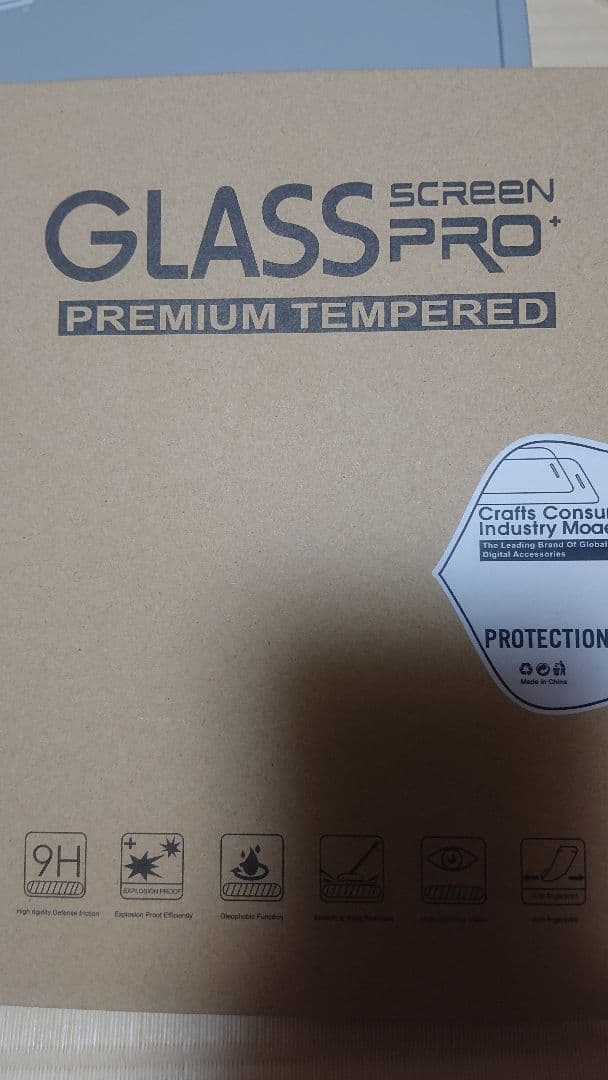 GLASS SCREEN PRO+
PREMIUM TEMPERED
Crafts Consu
Industry Mode
The Leading Brand Of Global
Digital Accessories
PROTECTION
Made in China
9H
+
EXPLOSION PROOF
High rigidity Defense friction
Explosion Proof Efficiently
Oleophobic Function